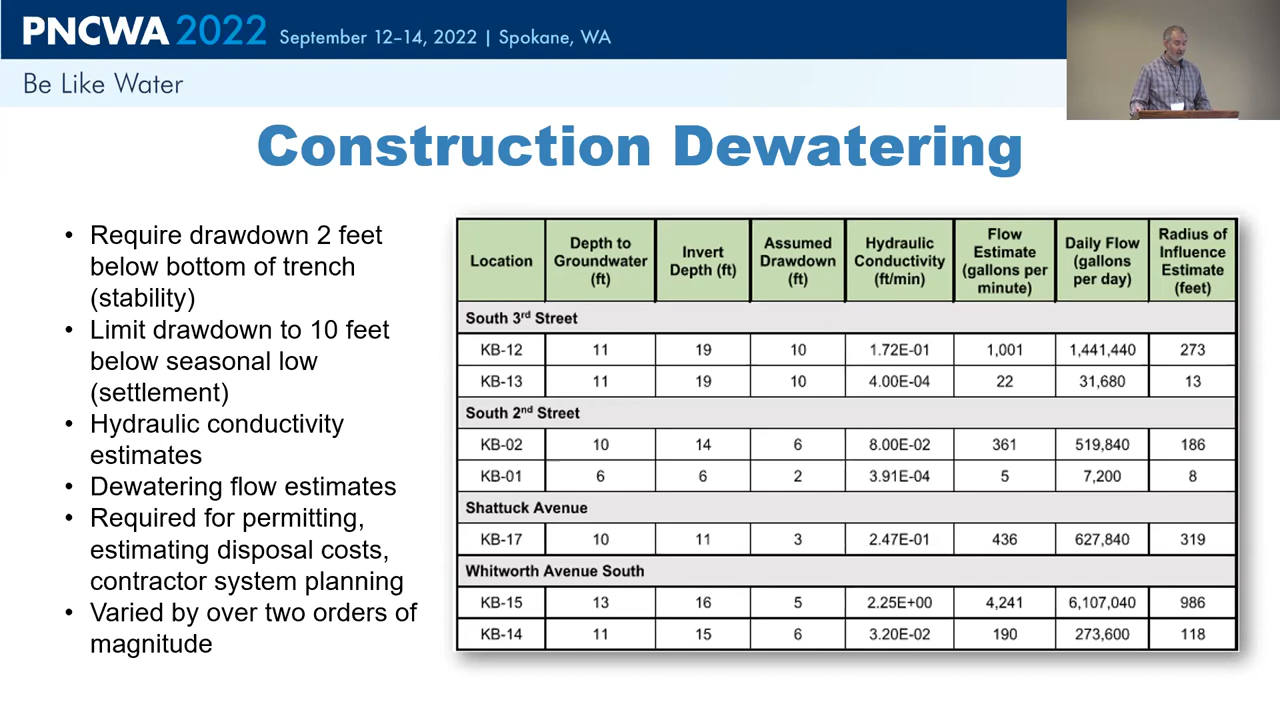 PNCWA 2022 September 12–14, 2022 | Spokane, WA
Be Like Water
Construction Dewatering
• Require drawdown 2 feet
below bottom of trench
(stability)
• Limit drawdown to 10 feet
below seasonal low
(settlement)
• Hydraulic conductivity
estimates
• Dewatering flow estimates
• Required for permitting,
estimating disposal costs,
contractor system planning
• Varied by over two orders of
magnitude
Location | Depth to Groundwater (ft) | Invert Depth (ft) | Assumed Drawdown (ft) | Hydraulic Conductivity (ft/min) | Flow Estimate (gallons per minute) | Daily Flow (gallons per day) | Radius of Influence Estimate (feet)
South 3rd Street
KB-12 11 19 10 1.72E-01 1,001 1,441,440 273
KB-13 11 19 10 4.00E-04 22 31,680 13
South 2nd Street
KB-02 10 14 6 8.00E-02 361 519,840 186
KB-01 6 6 2 3.91E-04 5 7,200 8
Shattuck Avenue
KB-17 10 11 3 2.47E-01 436 627,840 319
Whitworth Avenue South
KB-15 13 16 5 2.25E+00 4,241 6,107,040 986
KB-14 11 15 6 3.20E-02 190 273,600 118